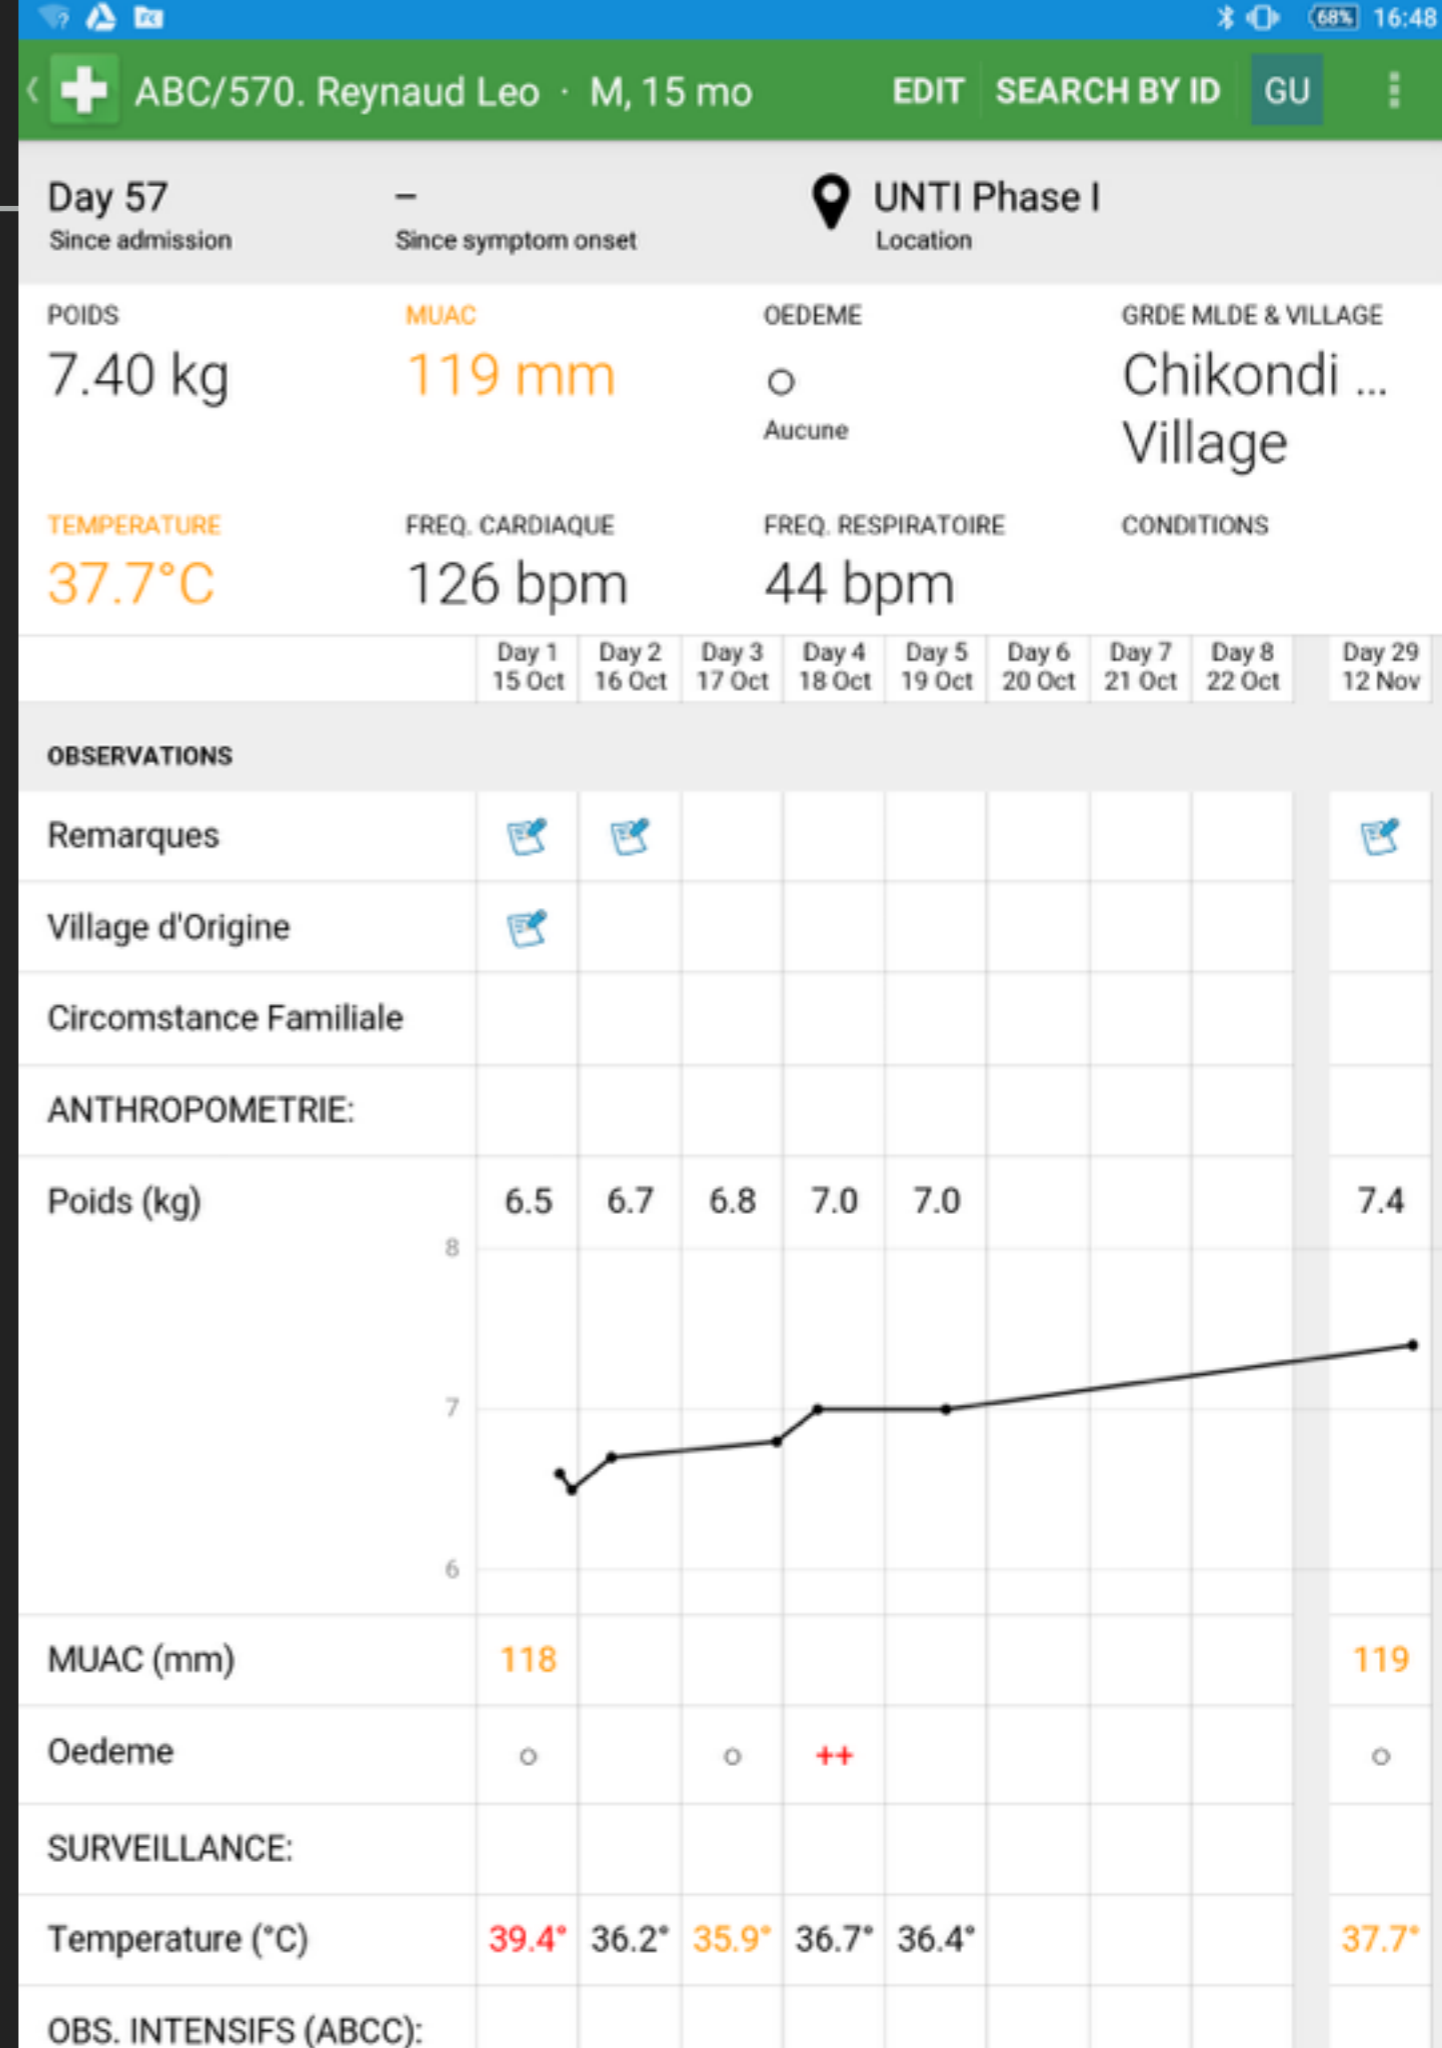 68% 16:48
ABC/570. Reynaud Leo · M, 15 mo EDIT SEARCH BY ID GU
Day 57 – UNTI Phase I
Since admission Since symptom onset Location
POIDS MUAC OEDEME GRDE MLDE & VILLAGE
7.40 kg 119 mm ○ Chikondi ...
Aucune Village
TEMPERATURE FREQ. CARDIAQUE FREQ. RESPIRATOIRE CONDITIONS
37.7°C 126 bpm 44 bpm
Day 1 Day 2 Day 3 Day 4 Day 5 Day 6 Day 7 Day 8 Day 29
15 Oct 16 Oct 17 Oct 18 Oct 19 Oct 20 Oct 21 Oct 22 Oct 12 Nov
OBSERVATIONS
Remarques
Village d'Origine
Circomstance Familiale
ANTHROPOMETRIE:
Poids (kg) 6.5 6.7 6.8 7.0 7.0 7.4
8
7
6
MUAC (mm) 118 119
Oedeme ○ ○ ++ ○
SURVEILLANCE:
Temperature (°C) 39.4° 36.2° 35.9° 36.7° 36.4° 37.7°
OBS. INTENSIFS (ABCC):